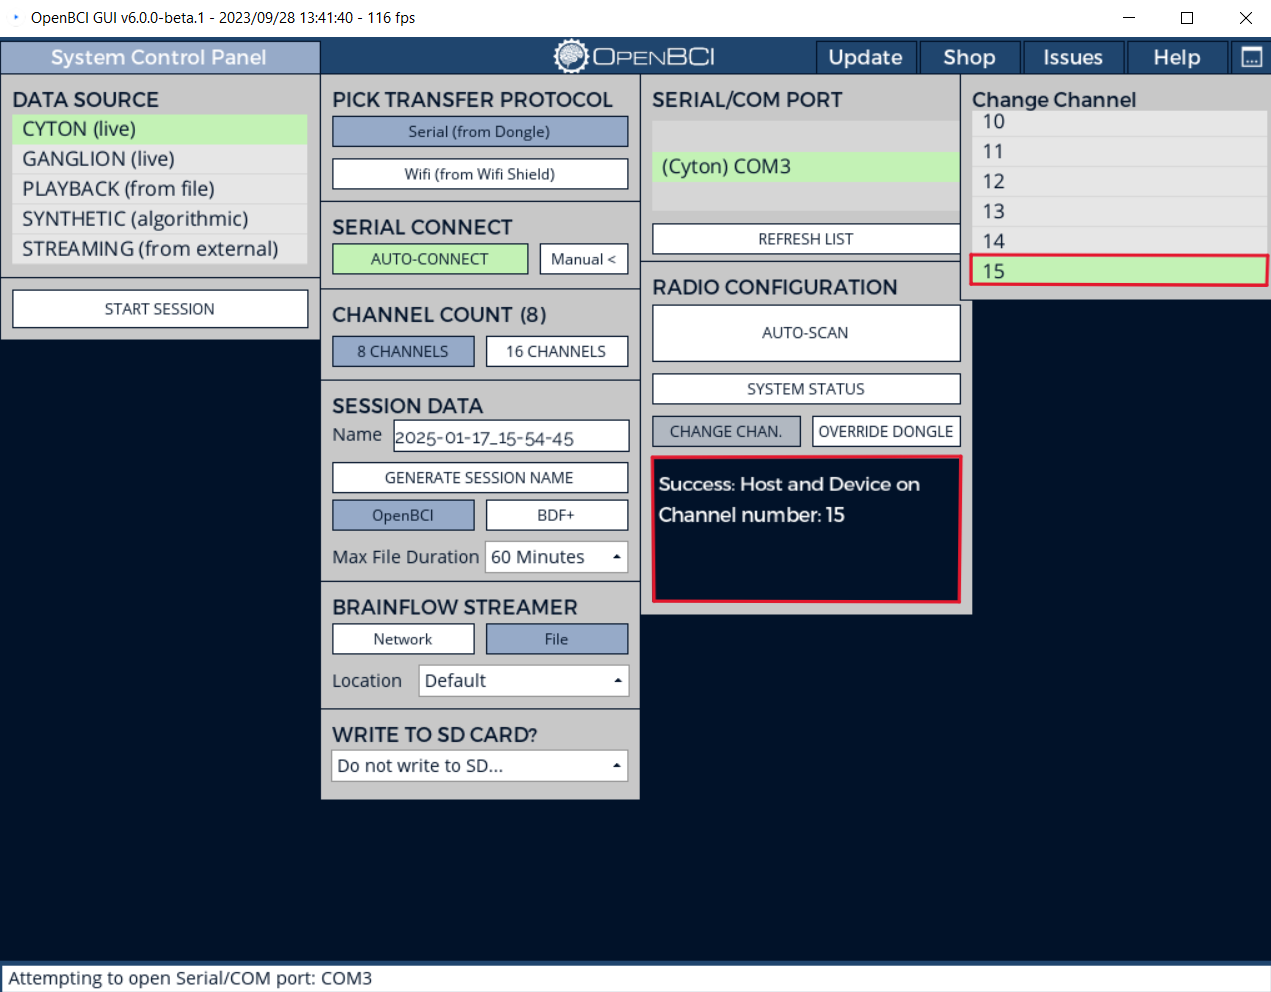 OpenBCI GUI v6.0.0-beta.1 - 2023/09/28 13:41:40 - 116 fps
System Control Panel
OPENBCI
Update
Shop
Issues
Help
DATA SOURCE
CYTON (live)
GANGLION (live)
PLAYBACK (from file)
SYNTHETIC (algorithmic)
STREAMING (from external)
START SESSION
PICK TRANSFER PROTOCOL
Serial (from Dongle)
Wifi (from Wifi Shield)
SERIAL CONNECT
AUTO-CONNECT
Manual <
CHANNEL COUNT (8)
8 CHANNELS
16 CHANNELS
SESSION DATA
Name 2025-01-17_15-54-45
GENERATE SESSION NAME
OpenBCI
BDF+
Max File Duration 60 Minutes
BRAINFLOW STREAMER
Network
File
Location Default
WRITE TO SD CARD?
Do not write to SD...
SERIAL/COM PORT
(Cyton) COM3
REFRESH LIST
RADIO CONFIGURATION
AUTO-SCAN
SYSTEM STATUS
CHANGE CHAN.
OVERRIDE DONGLE
Success: Host and Device on
Channel number: 15
Change Channel
10
11
12
13
14
15
Attempting to open Serial/COM port: COM3